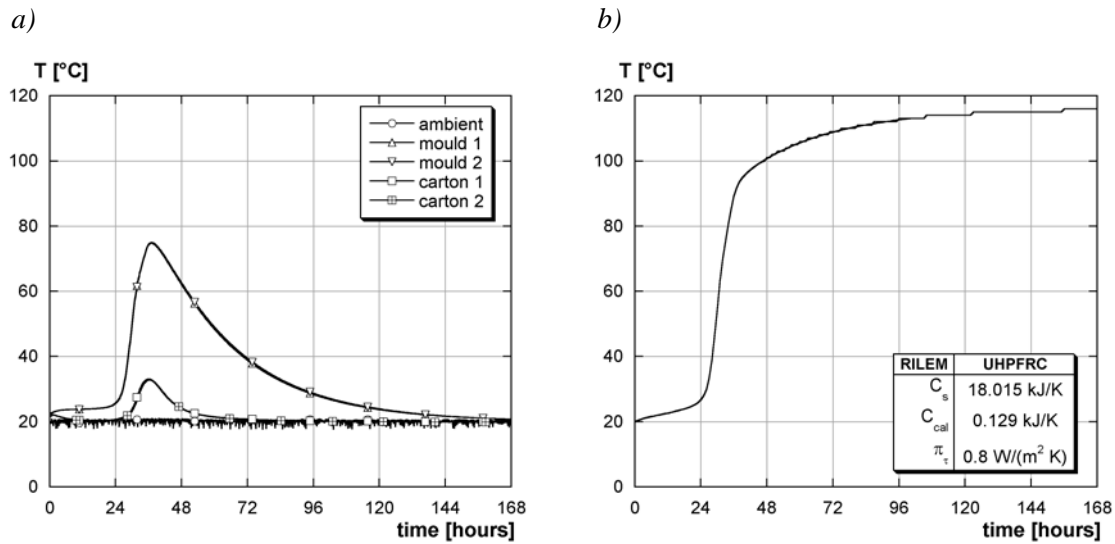 a)
T [°C]
120
100
80
60
40
20
0
ambient
mould 1
mould 2
carton 1
carton 2
0 24 48 72 96 120 144 168
time [hours]
b)
T [°C]
120
100
80
60
40
20
0
RILEM UHPFRC
Cs 18.015 kJ/K
Ccal 0.129 kJ/K
πτ 0.8 W/(m² K)
0 24 48 72 96 120 144 168
time [hours]